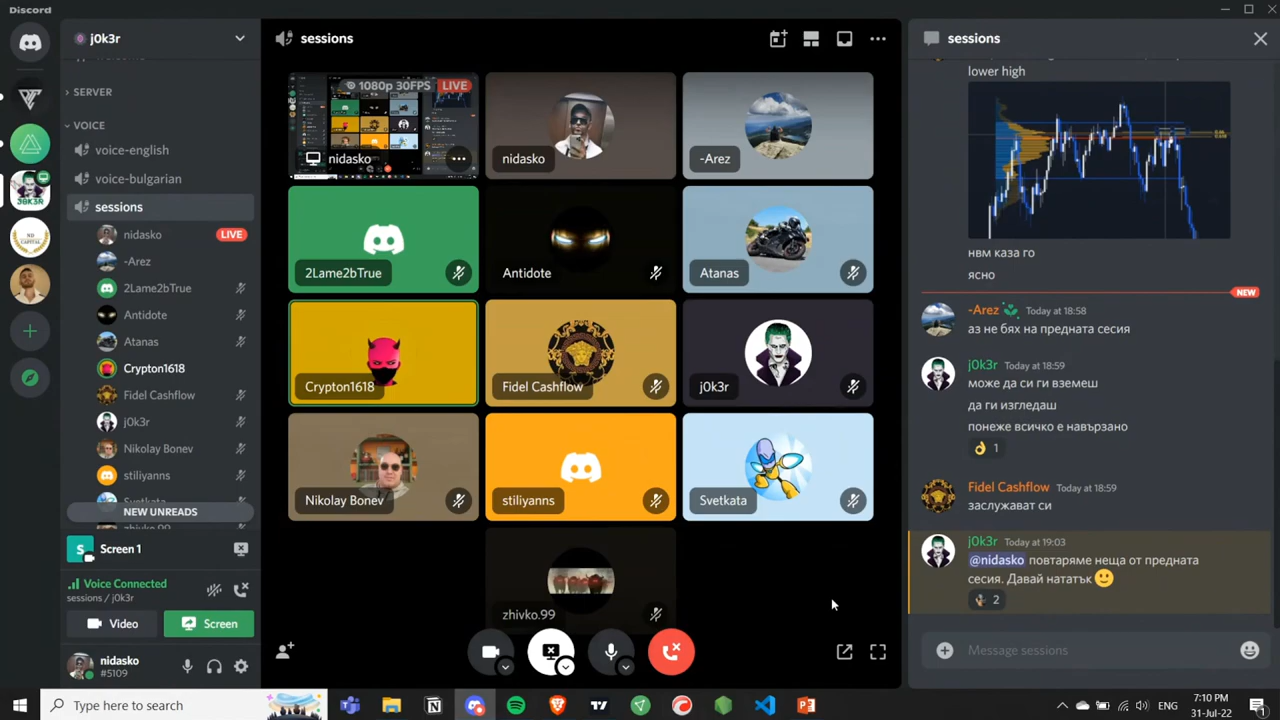 Discord
j0k3r
SERVER
VOICE
voice-english
voice-bulgarian
sessions
nidasko
LIVE
-Arez
2Lame2bTrue
Antidote
Atanas
Crypton1618
Fidel Cashflow
j0k3r
Nikolay Bonev
stiliyanns
Svetkata
NEW UNREADS
zhivko.99
Screen 1
Voice Connected
sessions / j0k3r
Video
Screen
nidasko
#5109
sessions
1080p 30FPS
LIVE
nidasko
nidasko
-Arez
2Lame2bTrue
Antidote
Atanas
Crypton1618
Fidel Cashflow
j0k3r
Nikolay Bonev
stiliyanns
Svetkata
zhivko.99
sessions
lower high
нвм каза го
ясно
NEW
-Arez Today at 18:58
аз не бях на предната сесия
j0k3r Today at 18:59
може да си ги вземеш
да ги изгледаш
понеже всичко е навързано
1
Fidel Cashflow Today at 18:59
заслужават си
j0k3r Today at 19:03
@nidasko повтаряме неща от предната
сесия. Давай нататък
2
Message sessions
Type here to search
ENG
7:10 PM
31-Jul-22